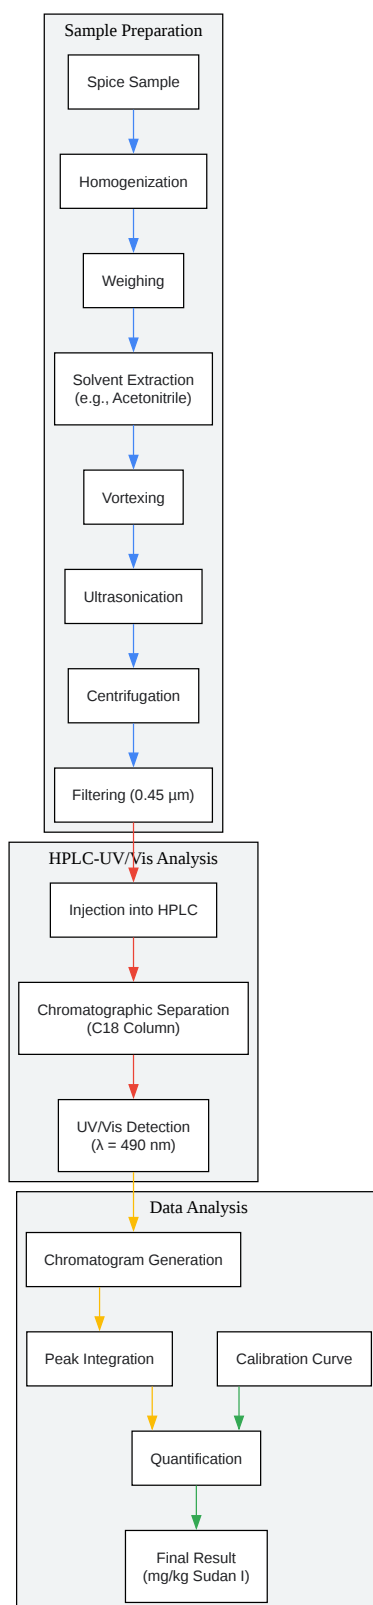 Sample Preparation
Spice Sample
Homogenization
Weighing
Solvent Extraction
(e.g., Acetonitrile)
Vortexing
Ultrasonication
Centrifugation
Filtering (0.45 µm)
HPLC-UV/Vis Analysis
Injection into HPLC
Chromatographic Separation
(C18 Column)
UV/Vis Detection
(λ = 490 nm)
Data Analysis
Chromatogram Generation
Peak Integration
Calibration Curve
Quantification
Final Result
(mg/kg Sudan I)